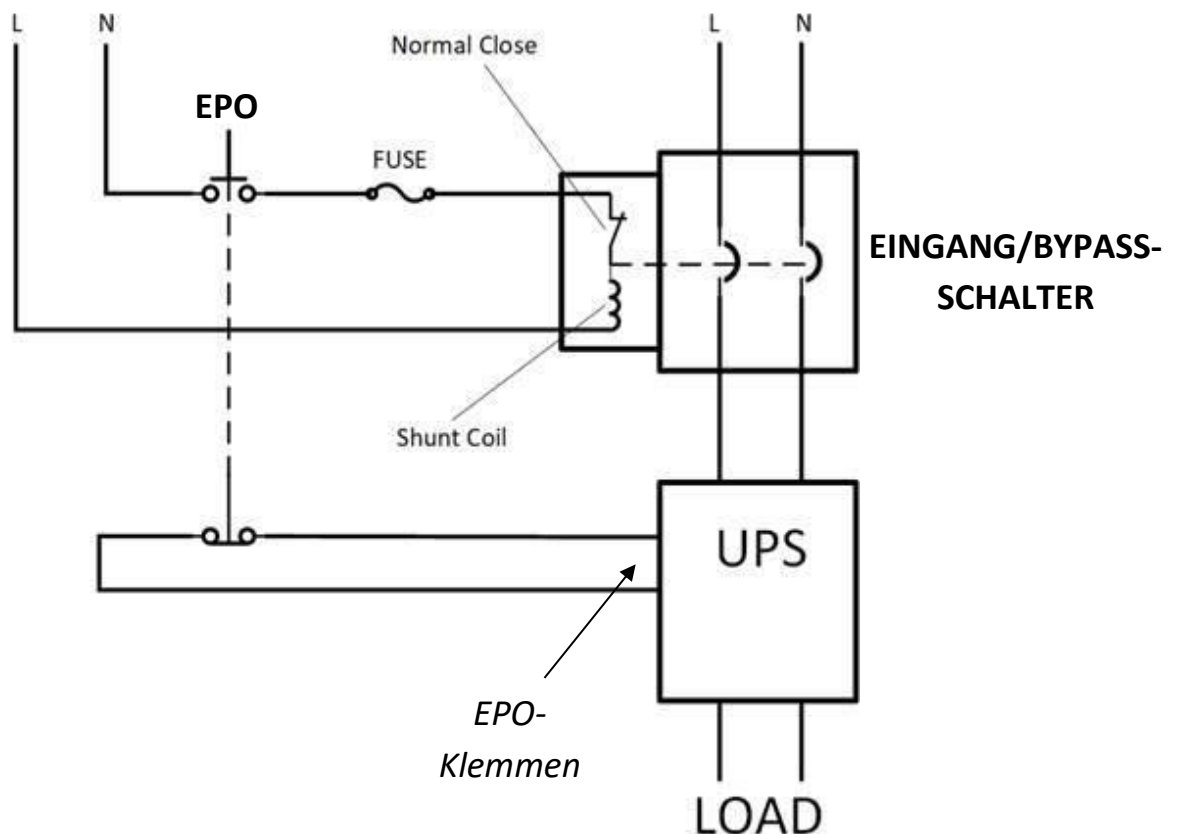 L N
L N
Normal Close
EPO
FUSE
EINGANG/BYPASS-
SCHALTER
Shunt Coil
UPS
EPO-
Klemmen
LOAD